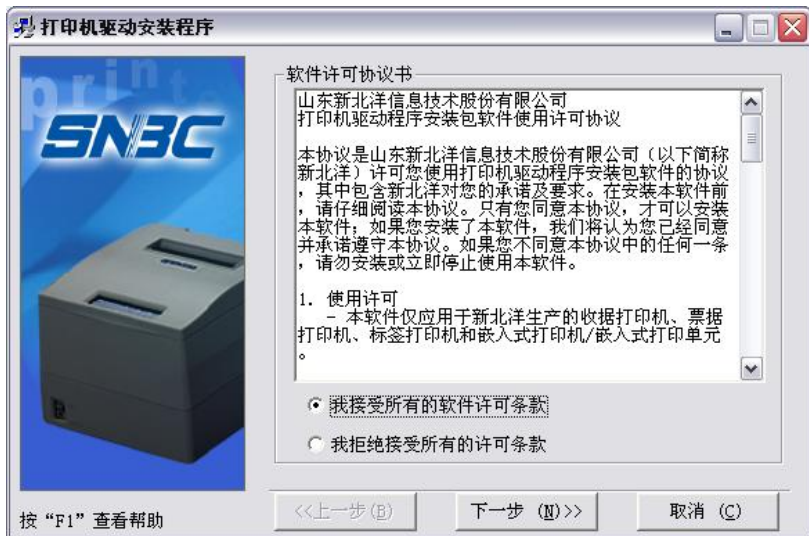 打印机驱动安装程序
printe
SNBC
软件许可协议书
山东新北洋信息技术股份有限公司
打印机驱动程序安装包软件使用许可协议
本协议是山东新北洋信息技术股份有限公司（以下简称
新北洋）许可您使用打印机驱动程序安装包软件的协议
，其中包含新北洋对您的承诺及要求。在安装本软件前
，请仔细阅读本协议。只有您同意本协议，才可以安装
本软件；如果您安装了本软件，我们将认为您已经同意
并承诺遵守本协议。如果您不同意本协议中的任何一条
，请勿安装或立即停止使用本软件。
1. 使用许可
- 本软件仅应用于新北洋生产的收据打印机、票据
打印机、标签打印机和嵌入式打印机/嵌入式打印单元
。
我接受所有的软件许可条款
我拒绝接受所有的许可条款
按“F1”查看帮助
<<上一步(B)
下一步 (N)>>
取消 (C)